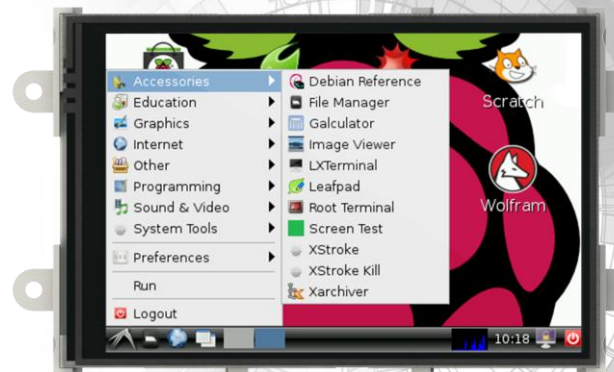 Accessories
Education
Graphics
Internet
Other
Programming
Sound & Video
System Tools
Preferences
Run
Logout
Debian Reference
File Manager
Galculator
Image Viewer
LXTerminal
Leafpad
Root Terminal
Screen Test
XStroke
XStroke Kill
Xarchiver
Scratch
Wolfram
10:18